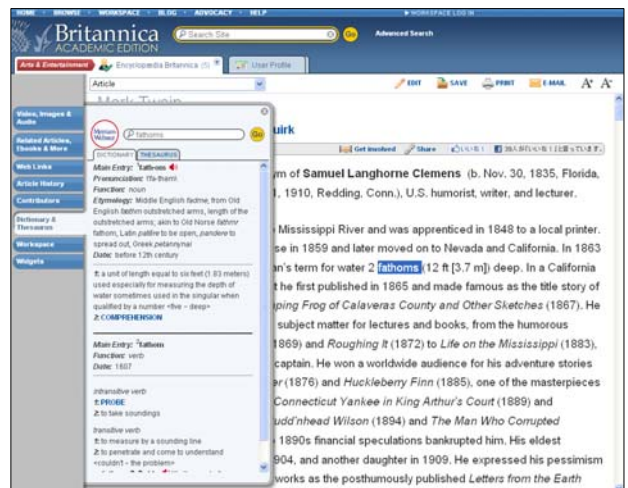 HOME • BROWSE • WORKSPACE • BLOG • ADVOCACY • HELP
WORKSPACE LOG IN
Britannica
ACADEMIC EDITION
Search Site
Go
Advanced Search
Arts & Entertainment
Encyclopædia Britannica (1)
User Profile
Article
EDIT
SAVE
PRINT
E-MAIL
A+ A-
Mark Twain
Video, Images & Audio
Related Articles, Ebooks & More
Web Links
Article History
Contributors
Dictionary & Thesaurus
Workspace
Widgets
Merriam Webster
fathoms
Go
DICTIONARY THESAURUS
Main Entry: ¹fathom
Function: noun
Etymology: Middle English fadme, from Old
English fæthm outstretched arms, length of the
outstretched arms; akin to Old Norse fathmr
fathom, Latin patēre to be open, pandere to
spread out, Greek petannynai
Date: before 12th century
1: a unit of length equal to six feet (1.83 meters)
used especially for measuring the depth of
water sometimes used in the singular when
qualified by a number <five – deep>
2: COMPREHENSION
Main Entry: ²fathom
Function: verb
Date: 1607
intransitive verb
1: PROBE
2: to take soundings
transitive verb
1: to measure by a sounding line
2: to penetrate and come to understand
<couldn't – the problem>
uirk
Get involved Share
ym of Samuel Langhorne Clemens (b. Nov. 30, 1835, Florida,
1, 1910, Redding, Conn.), U.S. humorist, writer, and lecturer.
Mississippi River and was apprenticed in 1848 to a local printer.
se in 1859 and later moved on to Nevada and California. In 1863
an's term for water 2 fathoms (12 ft [3.7 m]) deep. In a California
t he first published in 1865 and made famous as the title story of
ping Frog of Calaveras County and Other Sketches (1867). He
subject matter for lectures and books, from the humorous
1869) and Roughing It (1872) to Life on the Mississippi (1883),
captain. He won a worldwide audience for his adventure stories
er (1876) and Huckleberry Finn (1885), one of the masterpieces
Connecticut Yankee in King Arthur's Court (1889) and
udd'nhead Wilson (1894) and The Man Who Corrupted
1890s financial speculations bankrupted him. His eldest
904, and another daughter in 1909. He expressed his pessimism
works as the posthumously published Letters from the Earth